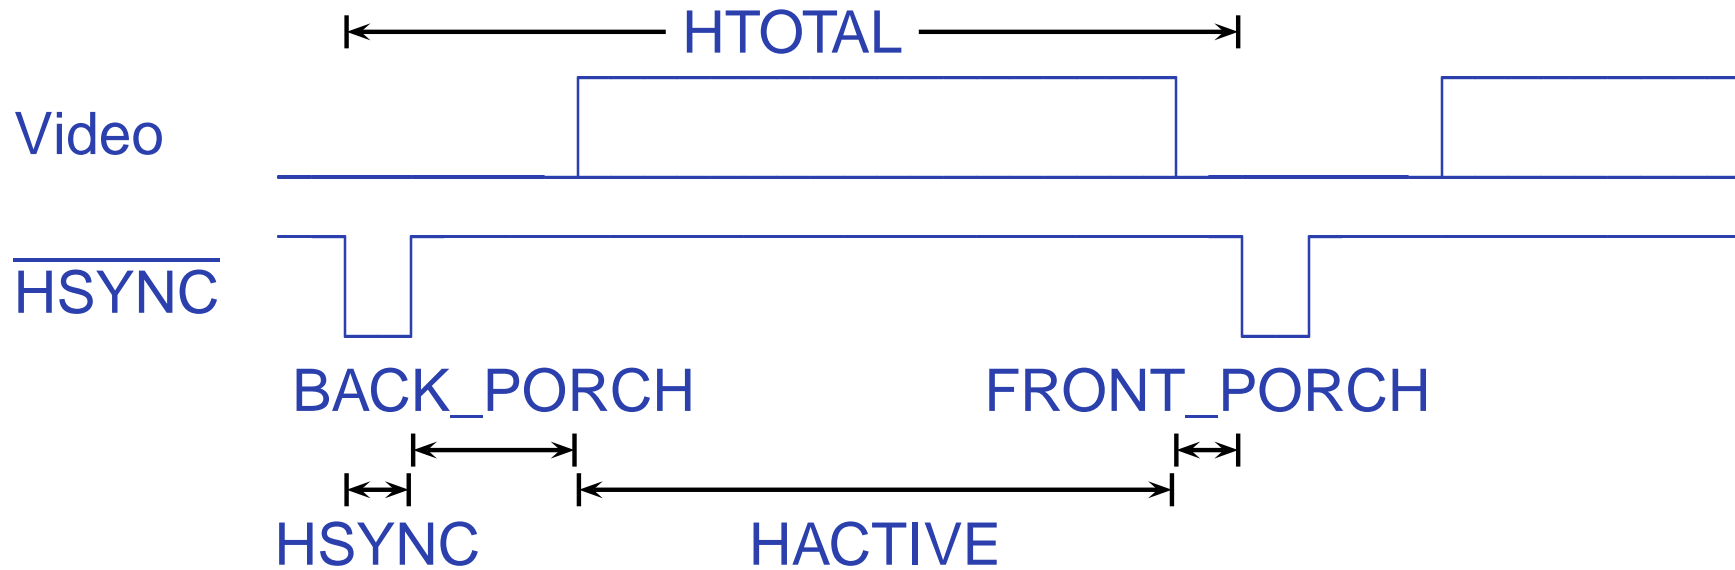 HTOTAL
Video
HSYNC
BACK_PORCH FRONT_PORCH
HSYNC HACTIVE